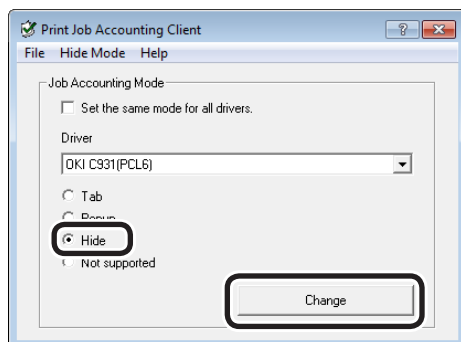 Print Job Accounting Client
File Hide Mode Help
Job Accounting Mode
Set the same mode for all drivers.
Driver
OKI C931(PCL6)
Tab
Popup
Hide
Not supported
Change